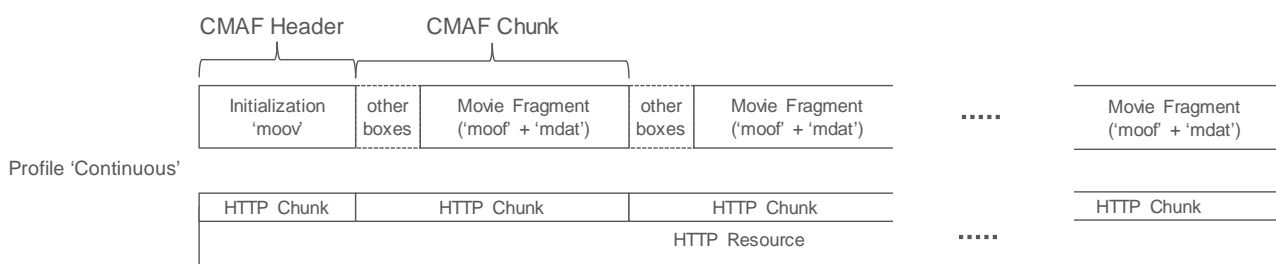 CMAF Header CMAF Chunk
Initialization other Movie Fragment other Movie Fragment ..... Movie Fragment
‘moov’ boxes (‘moof’ + ‘mdat’) boxes (‘moof’ + ‘mdat’) (‘moof’ + ‘mdat’)
Profile ‘Continuous’
HTTP Chunk HTTP Chunk HTTP Chunk HTTP Chunk
HTTP Resource .....